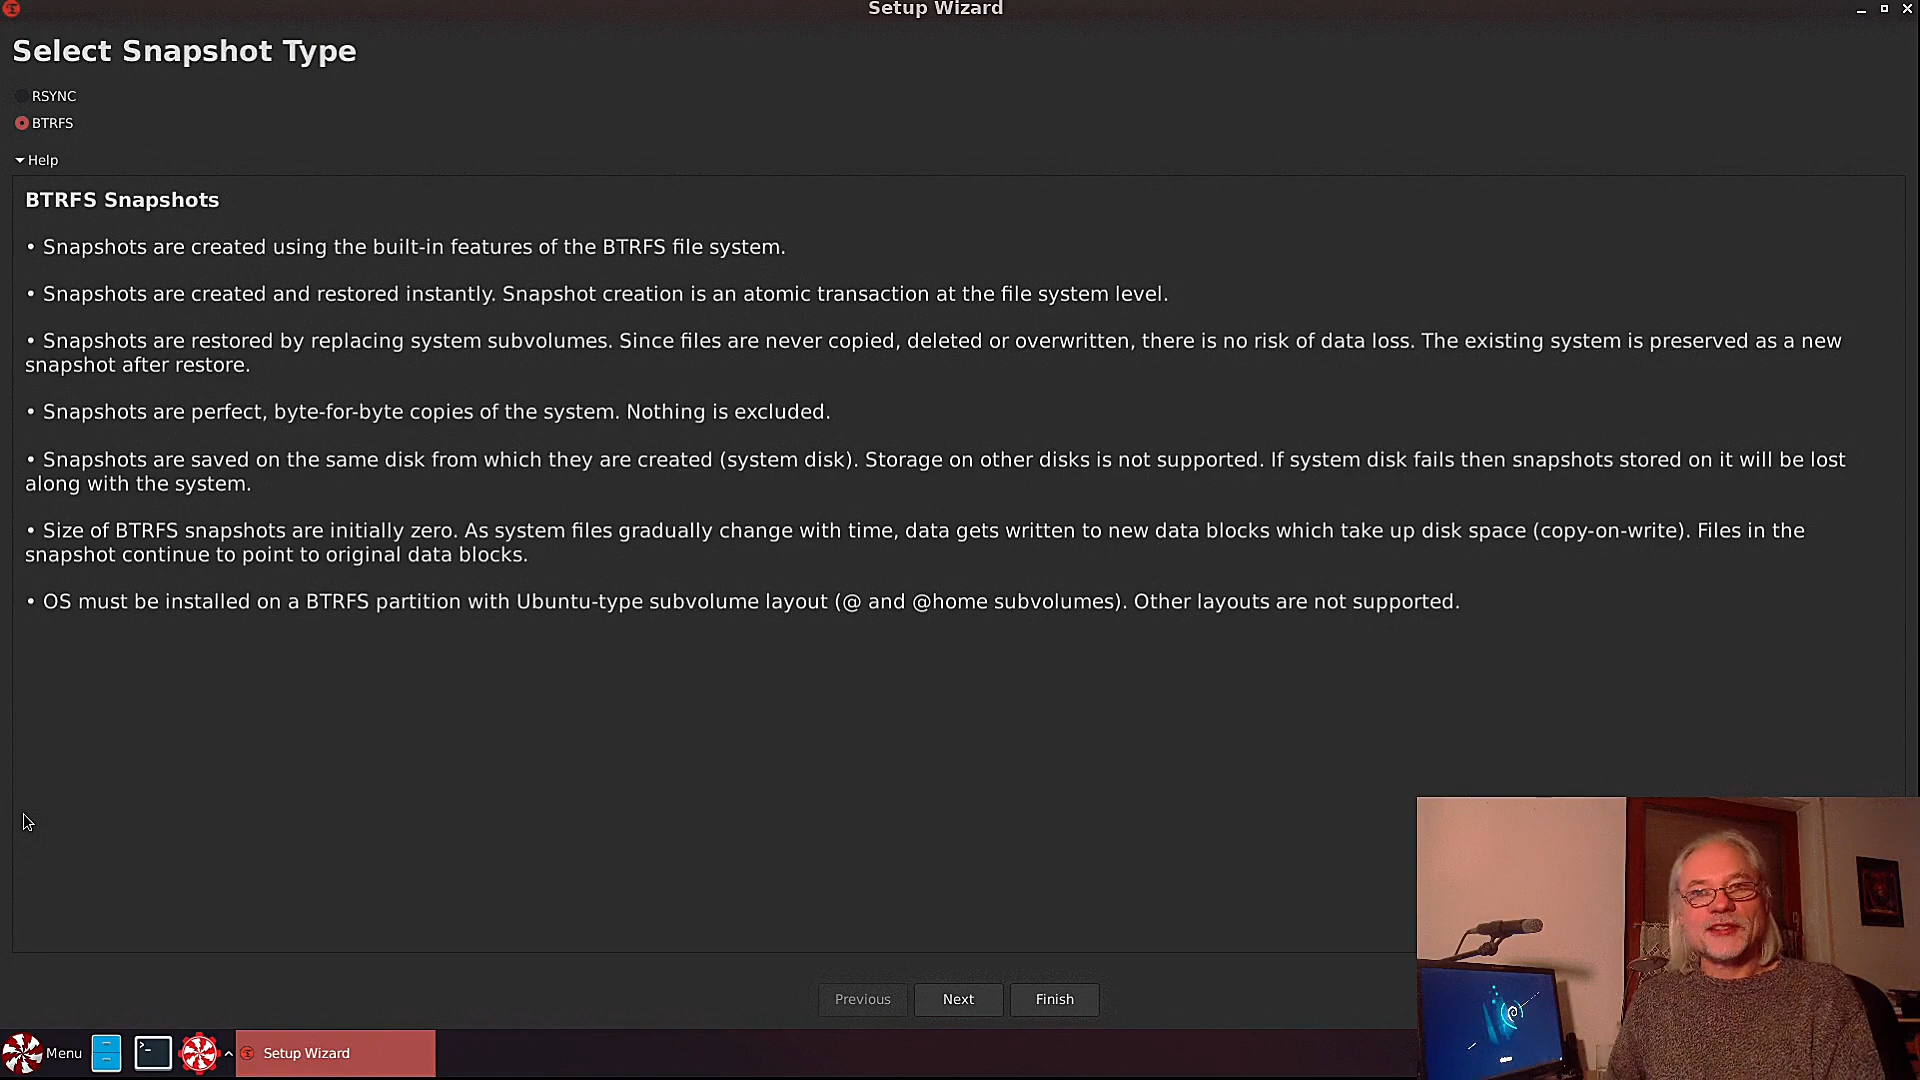 Setup Wizard
Select Snapshot Type
RSYNC
BTRFS
Help
BTRFS Snapshots
• Snapshots are created using the built-in features of the BTRFS file system.
• Snapshots are created and restored instantly. Snapshot creation is an atomic transaction at the file system level.
• Snapshots are restored by replacing system subvolumes. Since files are never copied, deleted or overwritten, there is no risk of data loss. The existing system is preserved as a new
snapshot after restore.
• Snapshots are perfect, byte-for-byte copies of the system. Nothing is excluded.
• Snapshots are saved on the same disk from which they are created (system disk). Storage on other disks is not supported. If system disk fails then snapshots stored on it will be lost
along with the system.
• Size of BTRFS snapshots are initially zero. As system files gradually change with time, data gets written to new data blocks which take up disk space (copy-on-write). Files in the
snapshot continue to point to original data blocks.
• OS must be installed on a BTRFS partition with Ubuntu-type subvolume layout (@ and @home subvolumes). Other layouts are not supported.
Previous
Next
Finish
Menu
Setup Wizard